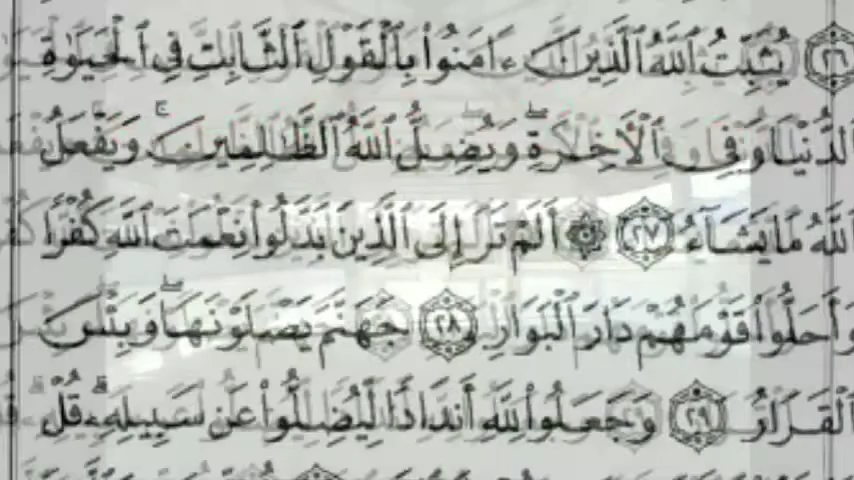 ٢٦ يُثَبِّتُ ٱللَّهُ ٱلَّذِينَ ءَامَنُوا۟ بِٱلْقَوْلِ ٱلثَّابِتِ فِى ٱلْحَيَوٰةِ
ٱلدُّنْيَا وَفِى ٱلْأَخِرَةِ ۖ وَيُضِلُّ ٱللَّهُ ٱلظَّٰلِمِينَ ۚ وَيَفْعَلُ
ٱللَّهُ مَا يَشَآءُ ٢٧ ۞ أَلَمْ تَرَ إِلَى ٱلَّذِينَ بَدَّلُوا۟ نِعْمَتَ ٱللَّهِ كُفْرًا
وَأَحَلُّوا۟ قَوْمَهُمْ دَارَ ٱلْبَوَارِ ٢٨ جَهَنَّمَ يَصْلَوْنَهَا ۖ وَبِئْسَ
ٱلْقَرَارُ ٢٩ وَجَعَلُوا۟ لِلَّهِ أَندَادًا لِّيُضِلُّوا۟ عَن سَبِيلِهِۦ ۗ قُلْ